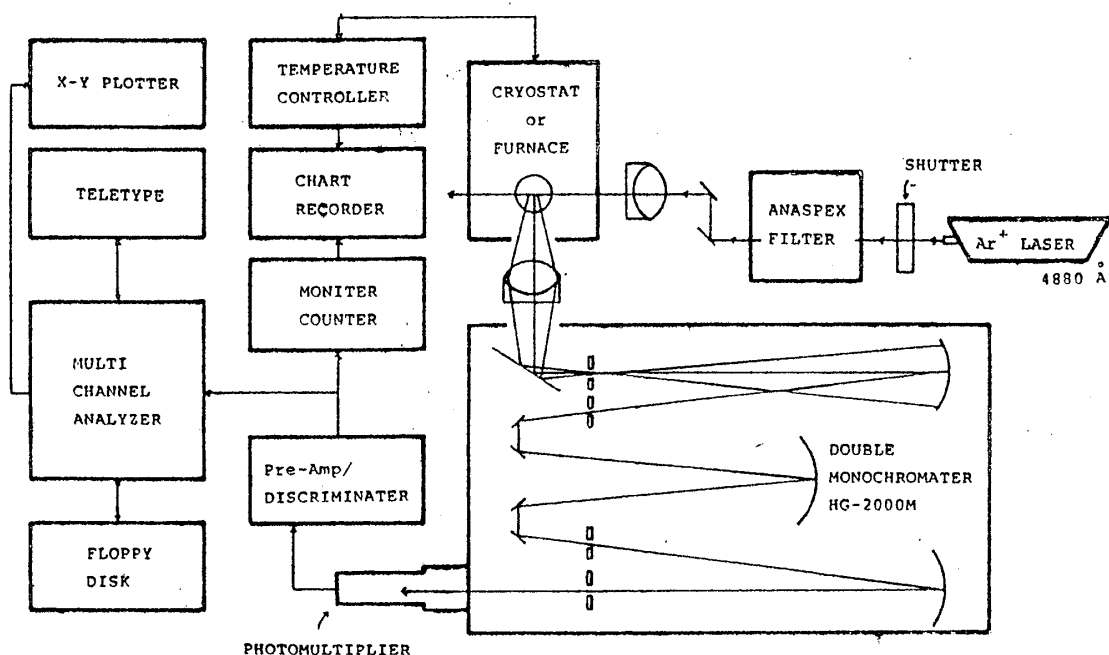 X-Y PLOTTER
TEMPERATURE
CONTROLLER
CRYOSTAT
or
FURNACE
TELETYPE
CHART
RECORDER
SHUTTER
ANASPEX
FILTER
Ar+ LASER
4880 Å
MONITER
COUNTER
MULTI
CHANNEL
ANALYZER
Pre-Amp/
DISCRIMINATER
DOUBLE
MONOCHROMATER
HG-2000M
FLOPPY
DISK
PHOTOMULTIPLIER